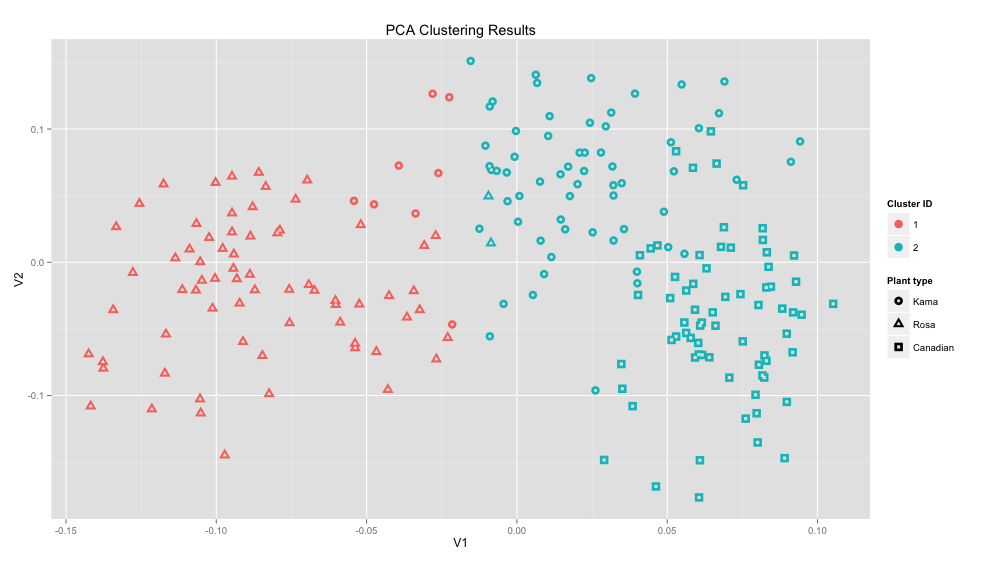 PCA Clustering Results
0.1
0.0
-0.1
V2
-0.15
-0.10
-0.05
0.00
0.05
0.10
V1
Cluster ID
1
2
Plant type
Kama
Rosa
Canadian